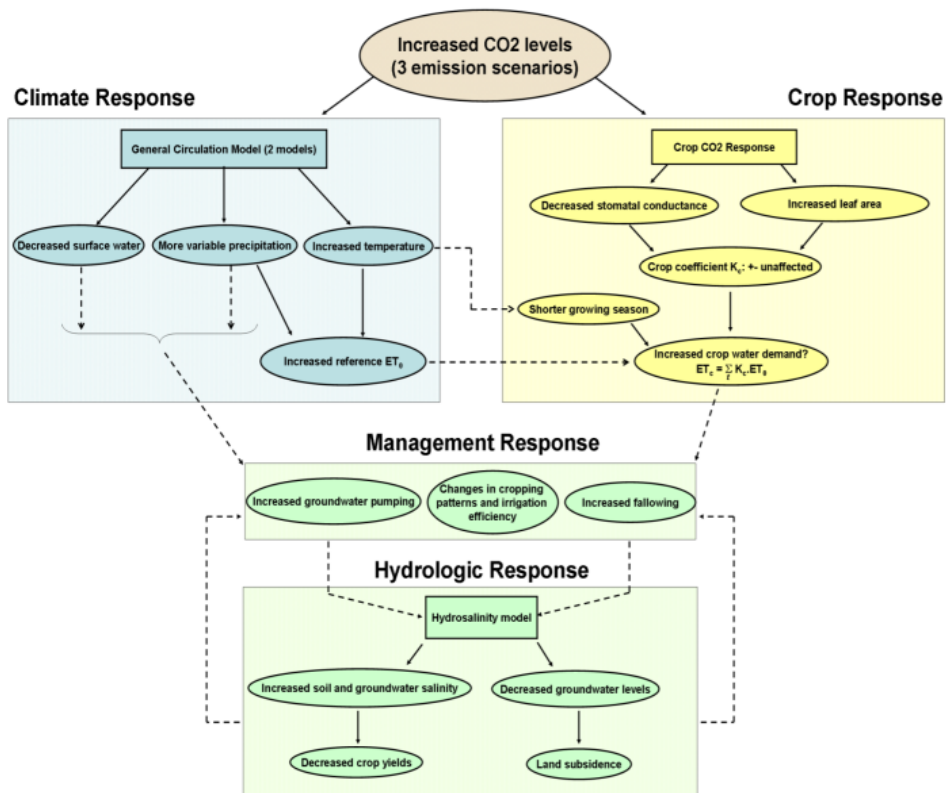 Increased CO2 levels
(3 emission scenarios)
Climate Response
Crop Response
General Circulation Model (2 models)
Crop CO2 Response
Decreased stomatal conductance
Increased leaf area
Decreased surface water
More variable precipitation
Increased temperature
Crop coefficient Kc: +- unaffected
Shorter growing season
Increased reference ET0
Increased crop water demand?
ETc = ∑ Kc.ET0
t
Management Response
Increased groundwater pumping
Changes in cropping
patterns and irrigation
efficiency
Increased fallowing
Hydrologic Response
Hydrosalinity model
Increased soil and groundwater salinity
Decreased groundwater levels
Decreased crop yields
Land subsidence